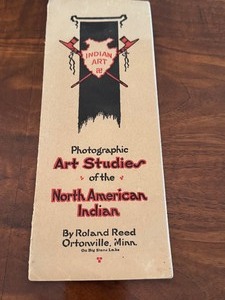 INDIAN
ART
Photographic
Art Studies
of the
North American
Indian
By Roland Reed
Ortonville, Minn.
On Big Stone Lake